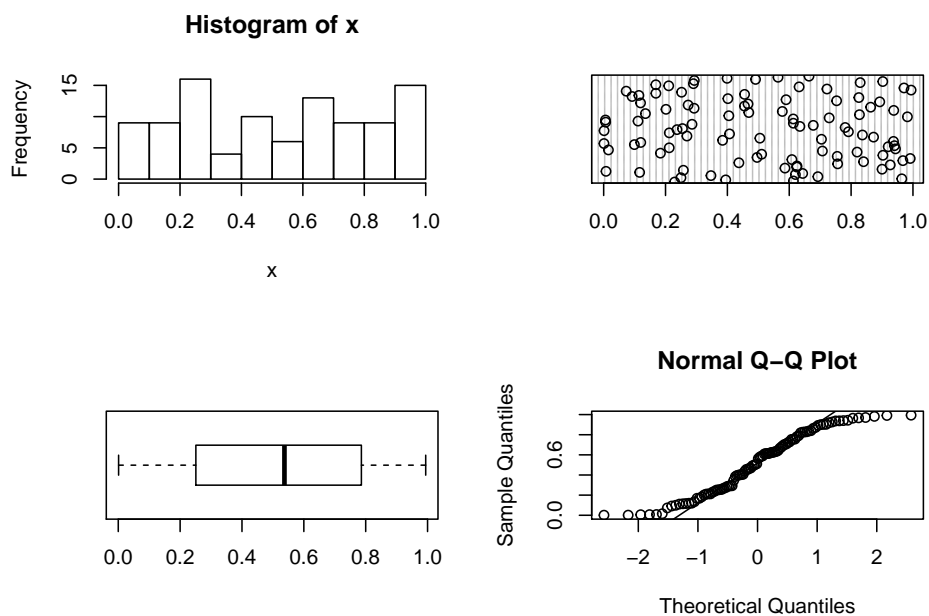 Histogram of x
Frequency
15
5
0
0.0 0.2 0.4 0.6 0.8 1.0
x
0.0 0.2 0.4 0.6 0.8 1.0
0.0 0.2 0.4 0.6 0.8 1.0
Normal Q−Q Plot
Sample Quantiles
0.6
0.0
−2 −1 0 1 2
Theoretical Quantiles